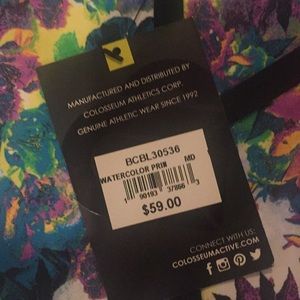 MANUFACTURED AND DISTRIBUTED BY
COLOSSEUM ATHLETICS CORP.
GENUINE ATHLETIC WEAR SINCE 1992
BCBL30536
WATERCOLOR PRIN MD
$59.00
CONNECT WITH US:
COLOSSEUMACTIVE.COM